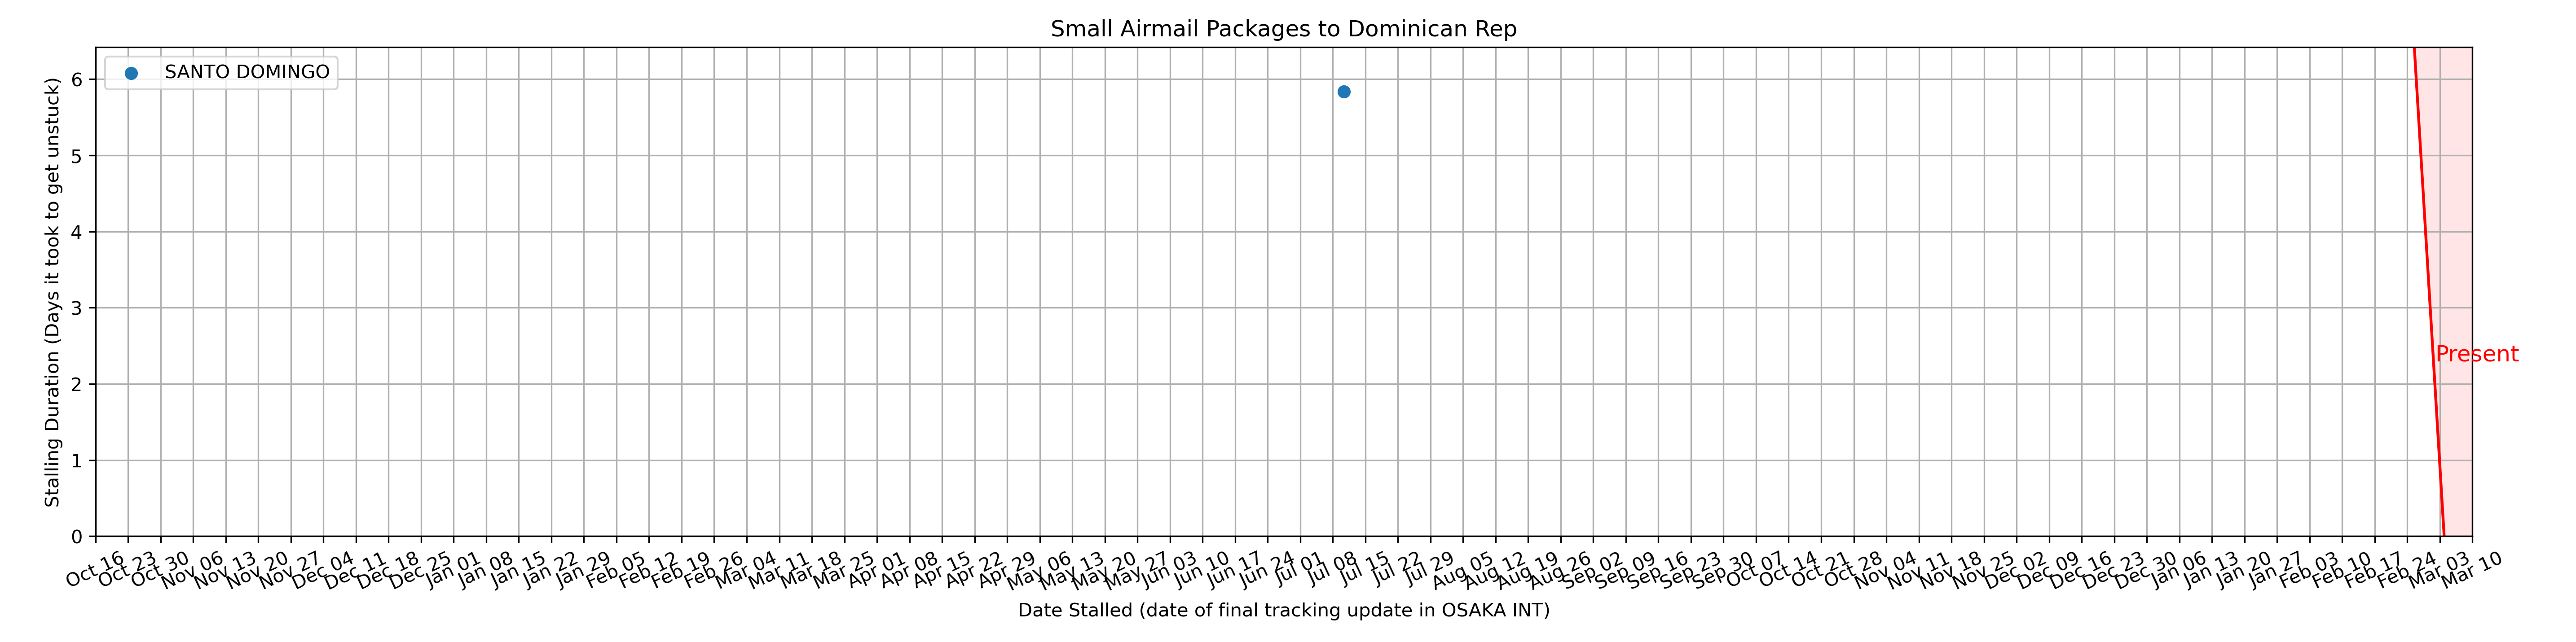 Small Airmail Packages to Dominican Rep
SANTO DOMINGO
Stalling Duration (Days it took to get unstuck)
6
5
4
3
2
1
0
Present
Oct 16 Oct 23 Oct 30 Nov 06 Nov 13 Nov 20 Nov 27 Dec 04 Dec 11 Dec 18 Dec 25 Jan 01 Jan 08 Jan 15 Jan 22 Jan 29 Feb 05 Feb 12 Feb 19 Feb 26 Mar 04 Mar 11 Mar 18 Mar 25 Apr 01 Apr 08 Apr 15 Apr 22 Apr 29 May 06 May 13 May 20 May 27 Jun 03 Jun 10 Jun 17 Jun 24 Jul 01 Jul 08 Jul 15 Jul 22 Jul 29 Aug 05 Aug 12 Aug 19 Aug 26 Sep 02 Sep 09 Sep 16 Sep 23 Sep 30 Oct 07 Oct 14 Oct 21 Oct 28 Nov 04 Nov 11 Nov 18 Nov 25 Dec 02 Dec 09 Dec 16 Dec 23 Dec 30 Jan 06 Jan 13 Jan 20 Jan 27 Feb 03 Feb 10 Feb 17 Feb 24 Mar 03 Mar 10
Date Stalled (date of final tracking update in OSAKA INT)